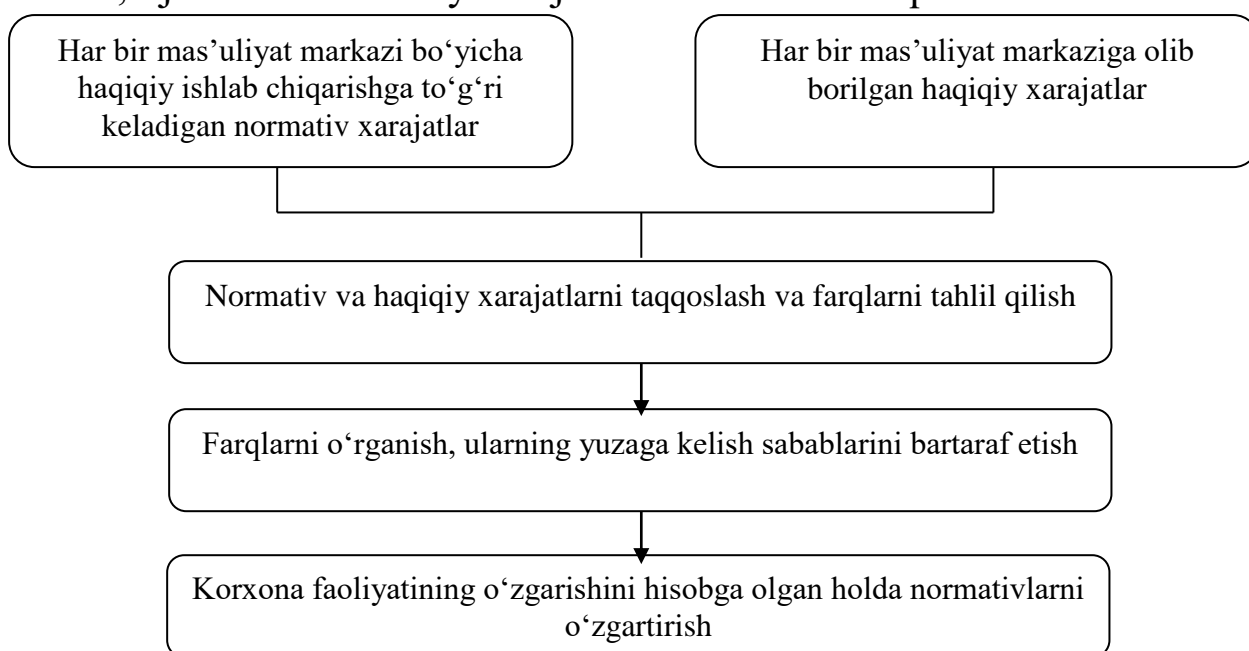 Har bir mas’uliyat markazi bo‘yicha
haqiqiy ishlab chiqarishga to‘g‘ri
keladigan normativ xarajatlar
Har bir mas’uliyat markaziga olib
borilgan haqiqiy xarajatlar
Normativ va haqiqiy xarajatlarni taqqoslash va farqlarni tahlil qilish
Farqlarni o‘rganish, ularning yuzaga kelish sabablarini bartaraf etish
Korxona faoliyatining o‘zgarishini hisobga olgan holda normativlarni
o‘zgartirish